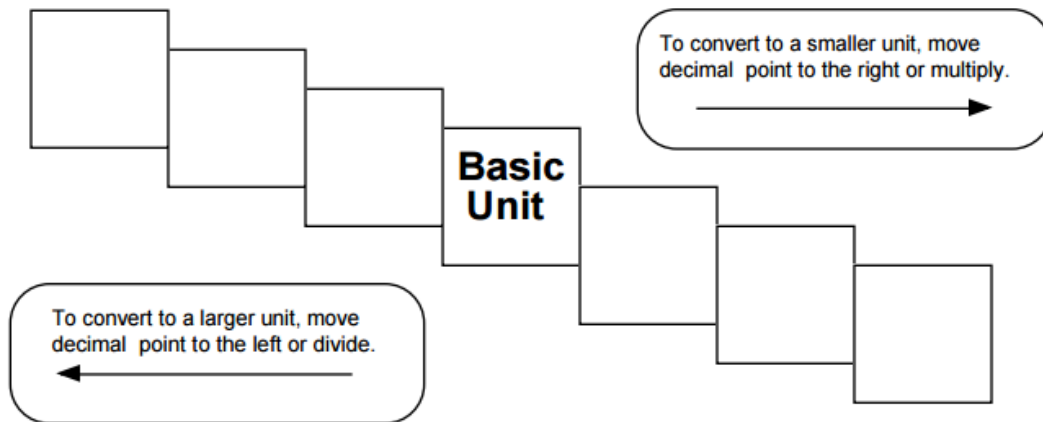 To convert to a smaller unit, move
decimal point to the right or multiply.
Basic
Unit
To convert to a larger unit, move
decimal point to the left or divide.